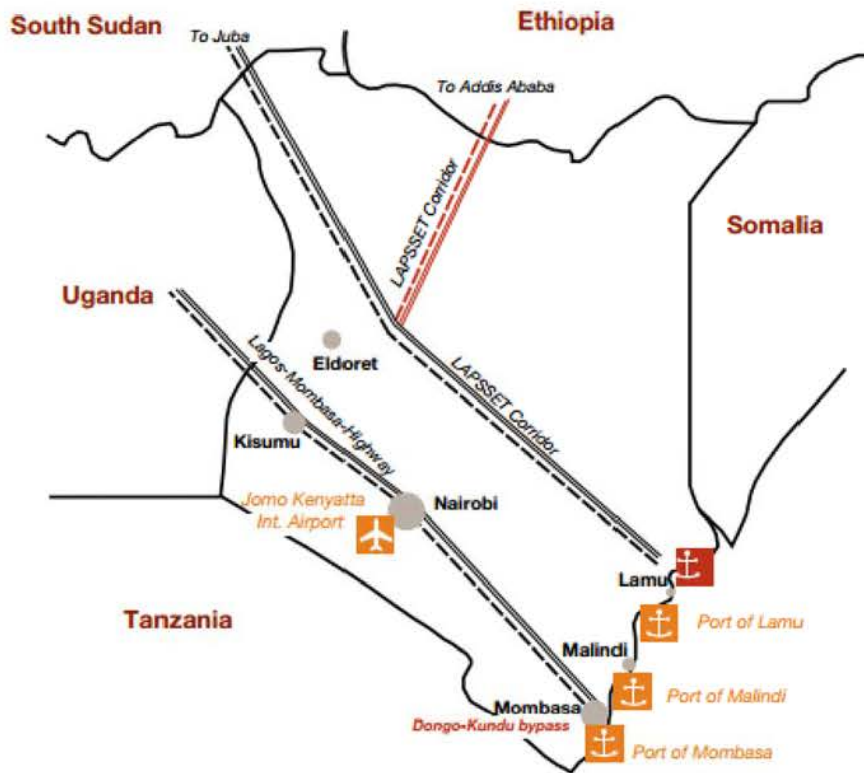 South Sudan
Ethiopia
To Juba
To Addis Ababa
LAPSSET Corridor
Somalia
Uganda
Eldoret
Lagos-Mombasa-Highway
LAPSSET Corridor
Kisumu
Jomo Kenyatta
Int. Airport
Nairobi
Lamu
Tanzania
Port of Lamu
Malindi
Port of Malindi
Mombasa
Dongo-Kundu bypass
Port of Mombasa